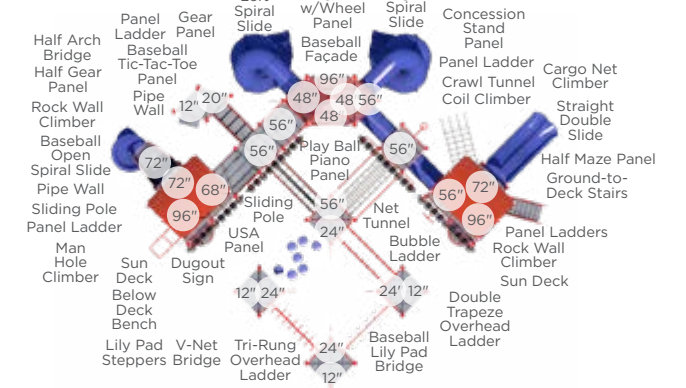 Spiral
Slide
w/Wheel
Panel
Spiral
Slide
Panel
Ladder
Gear
Panel
Baseball
Façade
Concession
Stand
Panel
Half Arch
Bridge
Baseball
Tic-Tac-Toe
Panel
Panel Ladder
Half Gear
Panel
Crawl Tunnel
Coil Climber
Cargo Net
Climber
Rock Wall
Climber
Pipe
Wall
Straight
Double
Slide
Baseball
Open
Spiral Slide
Play Ball
Piano
Panel
Half Maze Panel
Pipe Wall
Ground-to-
Deck Stairs
Sliding Pole
Panel Ladder
Sliding
Pole
Net
Tunnel
USA
Panel
Panel Ladders
Rock Wall
Climber
Man
Hole
Climber
Bubble
Ladder
Sun Deck
Sun
Deck
Below
Deck
Bench
Dugout
Sign
Double
Trapeze
Overhead
Ladder
Lily Pad
Steppers
V-Net
Bridge
Tri-Rung
Overhead
Ladder
Baseball
Lily Pad
Bridge
96"
48"
48
56"
48
12"
20"
56"
56"
56"
72"
72"
68"
96"
56"
24"
56"
72"
96"
12"
24"
24"
12"
24"
12"